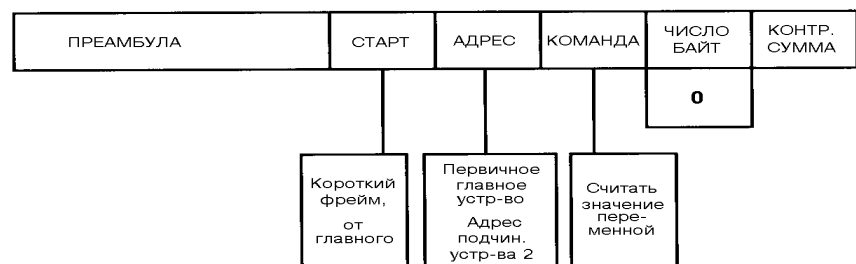 ПРЕАМБУЛА
СТАРТ
АДРЕС
КОМАНДА
ЧИСЛО
БАЙТ
КОНТР.
СУММА
0
Короткий
фрейм,
от
главного
Первичное
главное
устр-во
Адрес
подчин.
устр-ва 2
Считать
значение
пере-
менной